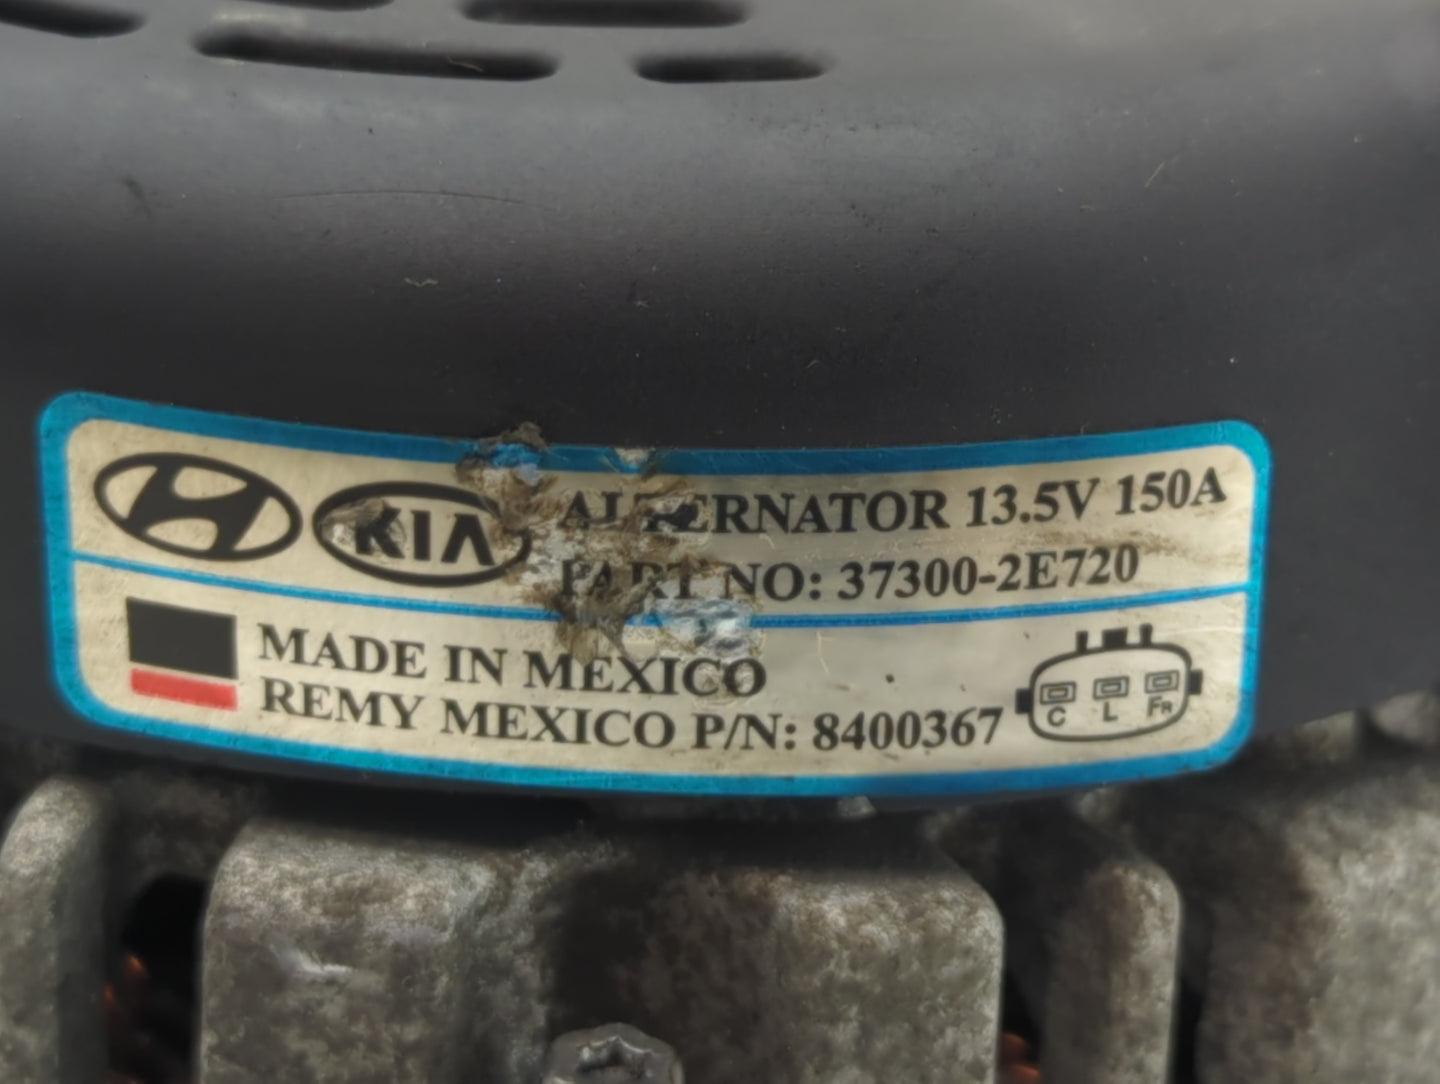 KIA
ALTERNATOR 13.5V 150A
PART NO: 37300-2E720
MADE IN MEXICO
REMY MEXICO P/N: 8400367
C L FR